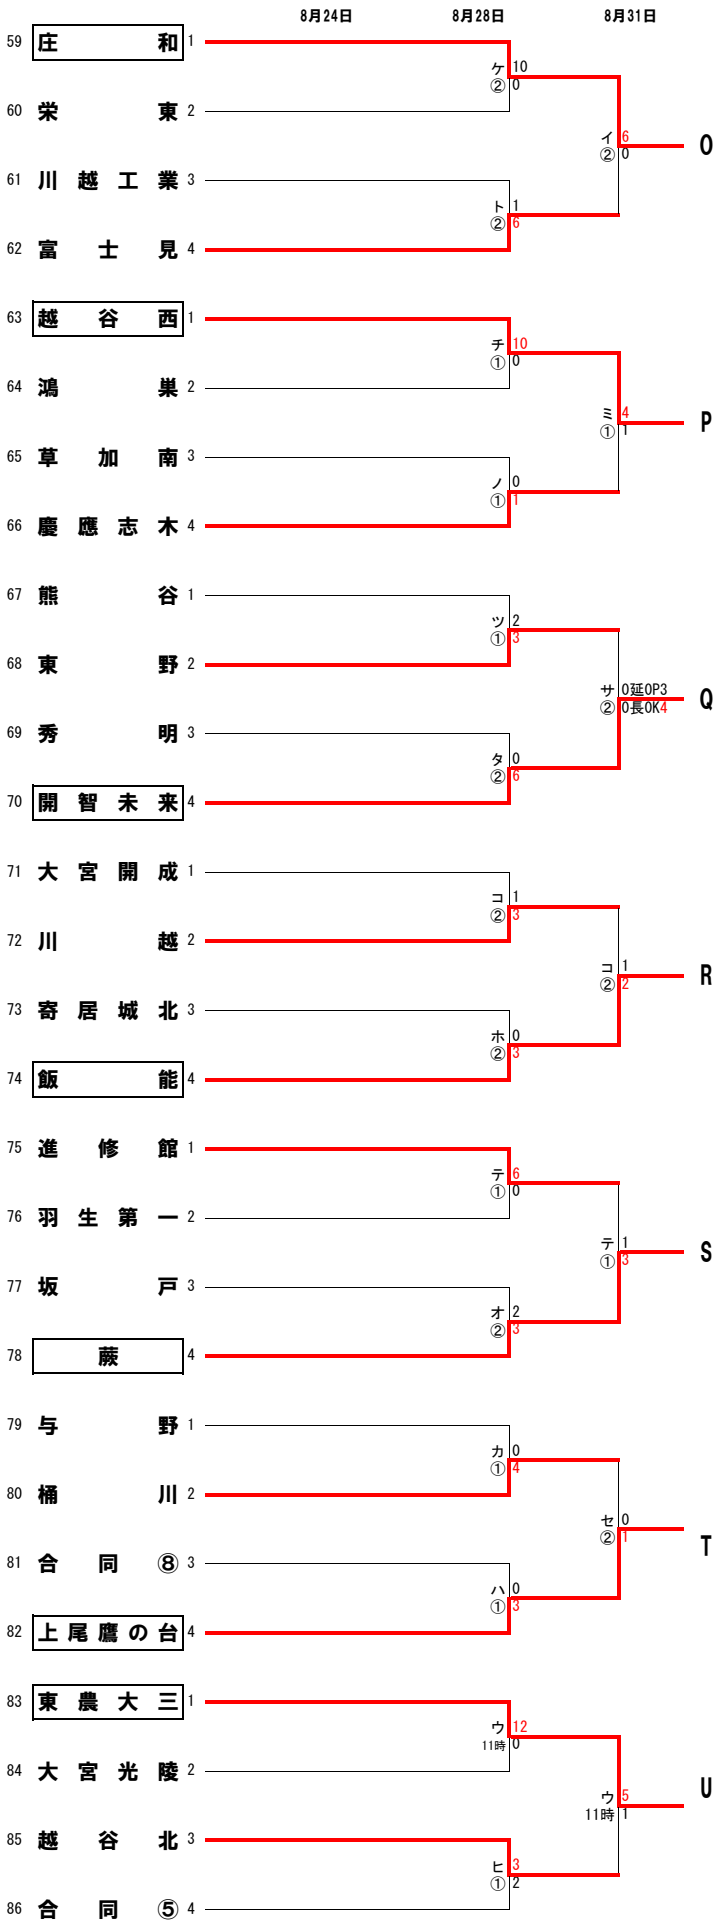 8月24日 8月28日 8月31日
59 庄和 1
ケ 10
② 0
60 栄東 2
イ 6
② 0
O
61 川越工業 3
ト 1
② 6
62 富士見 4
63 越谷西 1
チ 10
① 0
64 鴻巣 2
ミ 4
① 1
P
65 草加南 3
ノ 0
① 1
66 慶應志木 4
67 熊谷 1
ツ 2
① 3
68 東野 2
サ 0延0P3
② 0長0K4
Q
69 秀明 3
タ 0
② 6
70 開智未来 4
71 大宮開成 1
コ 1
② 3
72 川越 2
コ 1
② 2
R
73 寄居城北 3
ホ 0
② 3
74 飯能 4
75 進修館 1
テ 6
① 0
76 羽生第一 2
テ 1
① 3
S
77 坂戸 3
オ 2
② 3
78 蕨 4
79 与野 1
カ 0
① 4
80 桶川 2
セ 0
② 1
T
81 合同⑧ 3
ハ 0
① 3
82 上尾鷹の台 4
83 東農大三 1
ウ 12
11時 0
84 大宮光陵 2
ウ 5
11時 1
U
85 越谷北 3
ヒ 3
① 2
86 合同⑤ 4